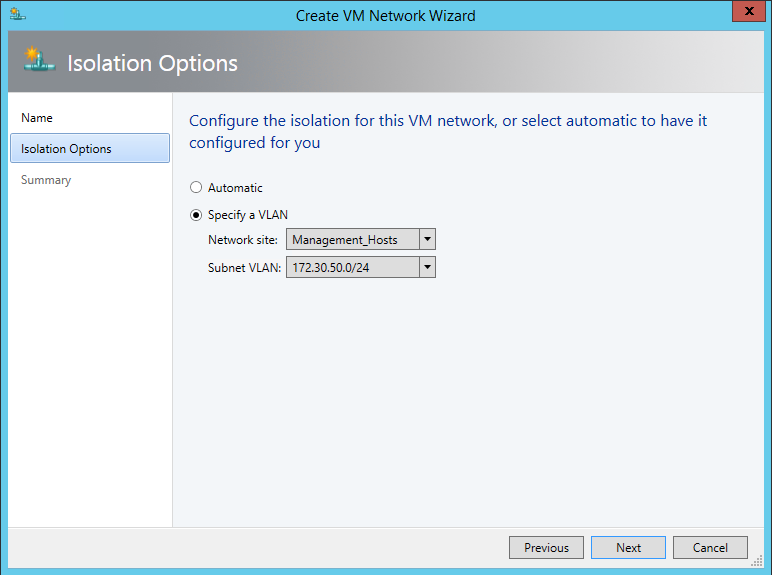 Create VM Network Wizard
x
Isolation Options
Name
Isolation Options
Summary
Configure the isolation for this VM network, or select automatic to have it
configured for you
Automatic
Specify a VLAN
Network site: Management_Hosts
Subnet VLAN: 172.30.50.0/24
Previous Next Cancel